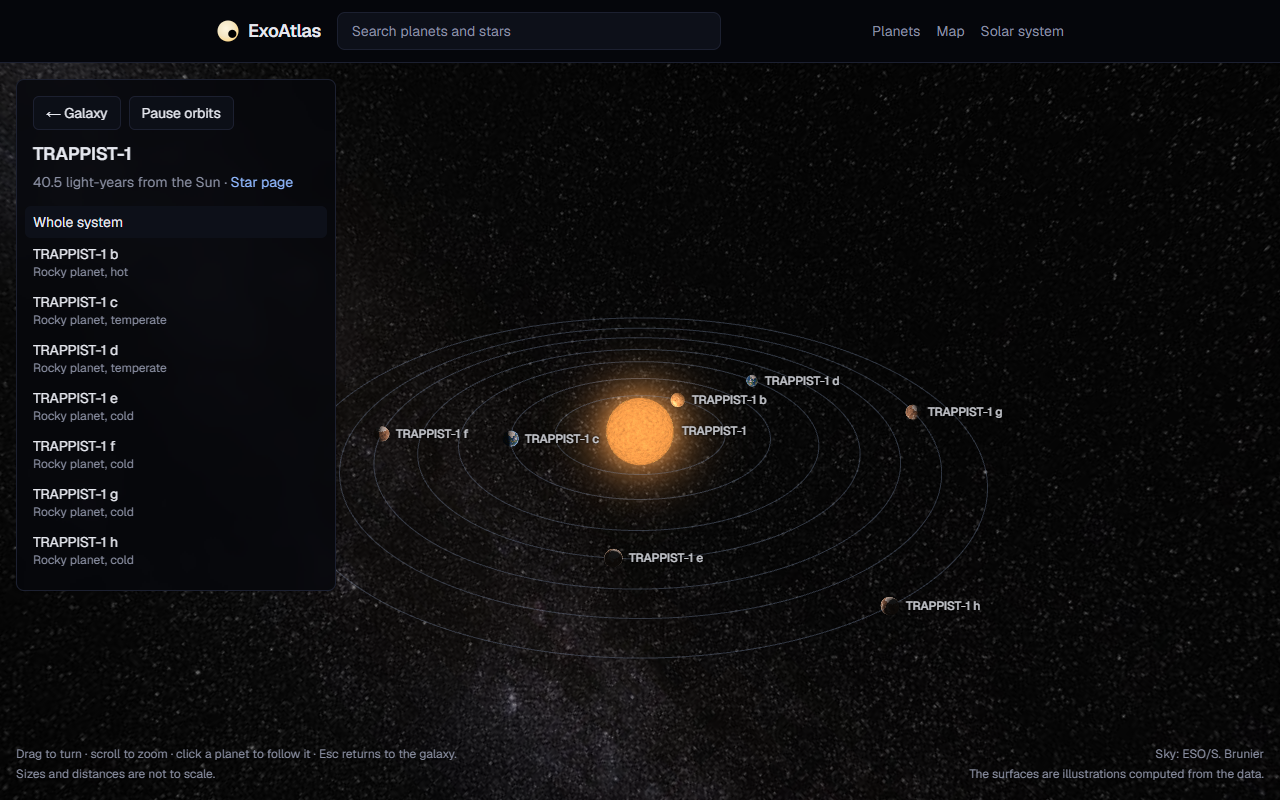 ExoAtlas
Search planets and stars
Planets
Map
Solar system
← Galaxy
Pause orbits
TRAPPIST-1
40.5 light-years from the Sun · Star page
Whole system
TRAPPIST-1 b
Rocky planet, hot
TRAPPIST-1 c
Rocky planet, temperate
TRAPPIST-1 d
Rocky planet, temperate
TRAPPIST-1 e
Rocky planet, cold
TRAPPIST-1 f
Rocky planet, cold
TRAPPIST-1 g
Rocky planet, cold
TRAPPIST-1 h
Rocky planet, cold
TRAPPIST-1 d
TRAPPIST-1 b
TRAPPIST-1 g
TRAPPIST-1
TRAPPIST-1 f
TRAPPIST-1 c
TRAPPIST-1 e
TRAPPIST-1 h
Drag to turn · scroll to zoom · click a planet to follow it · Esc returns to the galaxy.
Sizes and distances are not to scale.
Sky: ESO/S. Brunier
The surfaces are illustrations computed from the data.